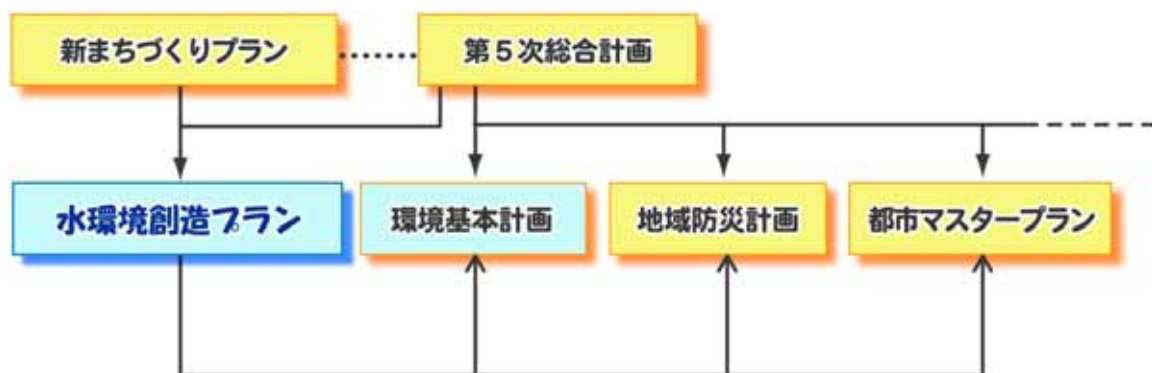 新まちづくりプラン
第5次総合計画
水環境創造プラン
環境基本計画
地域防災計画
都市マスタープラン